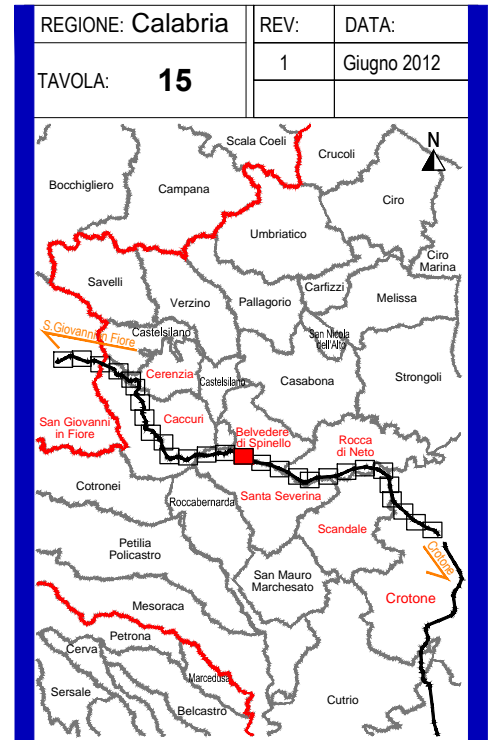 REGIONE: Calabria
REV:
DATA:
TAVOLA: 15
1
Giugno 2012
Scala Coeli
Crucoli
N
Bocchigliero
Campana
Ciro
Umbriatico
Ciro
Marina
Savelli
Carfizzi
Verzino
Pallagorio
Melissa
S.Giovanni in Fiore
Castelsilano
San Nicola
dell'Alto
Cerenzia
Castelsilano
Casabona
Strongoli
San Giovanni
in Fiore
Caccuri
Belvedere
di Spinello
Rocca
di Neto
Cotronei
Roccabernarda
Santa Severina
Scandale
Petilia
Policastro
Crotone
San Mauro
Marchesato
Mesoraca
Crotone
Petrona
Cerva
Marcedusa
Sersale
Belcastro
Cutrio